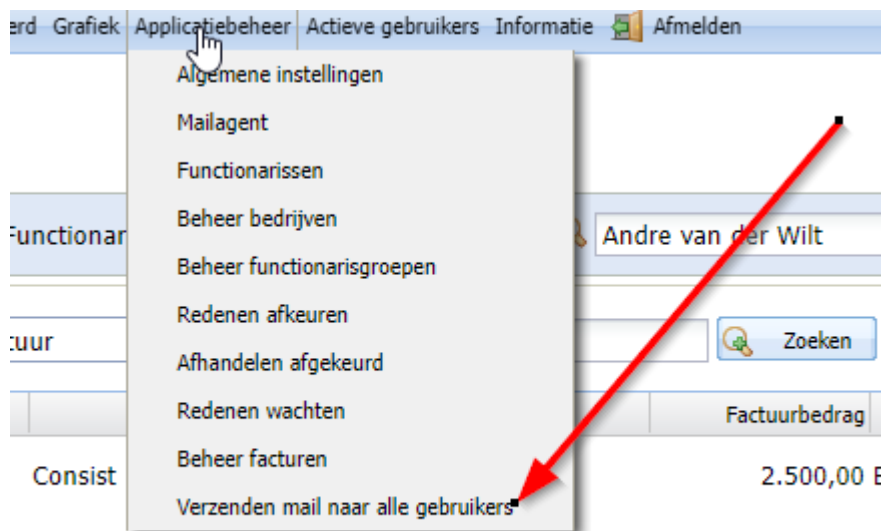 erd Grafiek Applicatiebeheer Actieve gebruikers Informatie Afmelden
Algemene instellingen
Mailagent
Functionarissen
Beheer bedrijven
Functionar Andre van der Wilt
Beheer functionarisgroepen
Redenen afkeuren
tuur Zoeken
Afhandelen afgekeurd
Redenen wachten
Factuurbedrag
Beheer facturen
Consist 2.500,00 E
Verzenden mail naar alle gebruikers